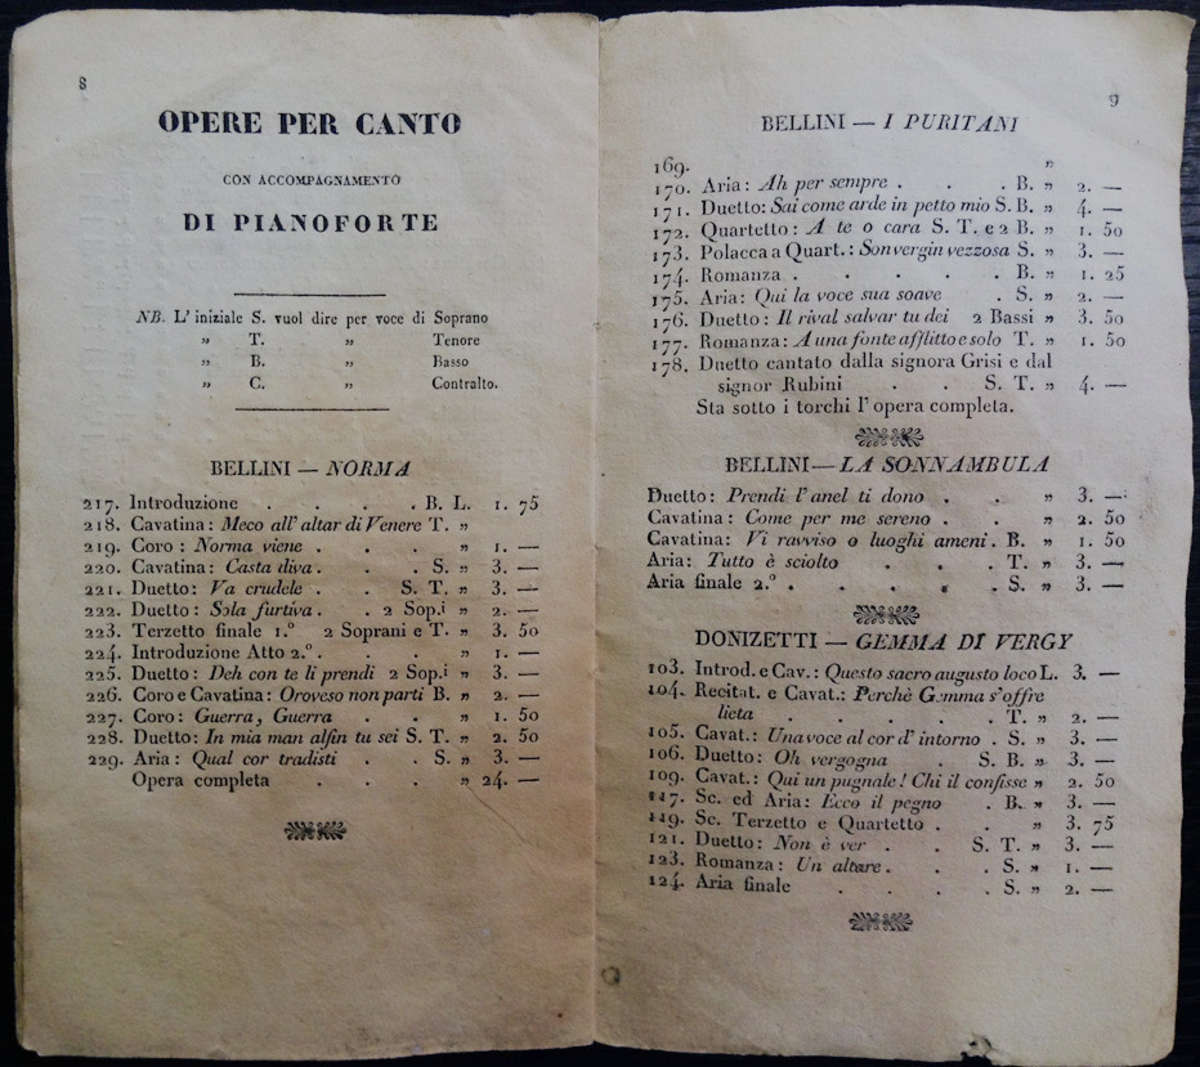 8
OPERE PER CANTO
CON ACCOMPAGNAMENTO
DI PIANOFORTE
NB. L' iniziale S. vuol dire per voce di Soprano
„ T. „ Tenore
„ B. „ Basso
„ C. „ Contralto.
BELLINI — NORMA
217. Introduzione . . . . B. L. 1. 75
218. Cavatina: Meco all' altar di Venere T. „
219. Coro: Norma viene . . . „ 1. —
220. Cavatina: Casta diva . . . S. „ 3. —
221. Duetto: Va crudele . . S. T. „ 3. —
222. Duetto: Sola furtiva . . 2 Sop.i „ 2. —
223. Terzetto finale 1.° 2 Soprani e T. „ 3. 50
224. Introduzione Atto 2.° . . . . „ 1. —
225. Duetto: Deh con te li prendi 2 Sop.i „ 3. —
226. Coro e Cavatina: Oroveso non parti B. „ 2. —
227. Coro: Guerra, Guerra . . „ 1. 50
228. Duetto: In mia man alfin tu sei S. T. „ 2. 50
229. Aria: Qual cor tradisti . . S. „ 3. —
Opera completa . . . „ 24. —
9
BELLINI — I PURITANI
169. „
170. Aria: Ah per sempre . . . B. „ 2. —
171. Duetto: Sai come arde in petto mio S. B. „ 4. —
172. Quartetto: A te o cara S. T. e 2 B. „ 1. 50
173. Polacca a Quart.: Son vergin vezzosa S. „ 3. —
174. Romanza . . . . . B. „ 1. 25
175. Aria: Qui la voce sua soave . S. „ 2. —
176. Duetto: Il rival salvar tu dei 2 Bassi „ 3. 50
177. Romanza: A una fonte afflitto e solo T. „ 1. 50
178. Duetto cantato dalla signora Grisi e dal
signor Rubini . . S. T. „ 4. —
Sta sotto i torchi l' opera completa.
BELLINI — LA SONNAMBULA
Duetto: Prendi l' anel ti dono . . „ 3. —
Cavatina: Come per me sereno . . „ 2. 50
Cavatina: Vi ravviso o luoghi ameni . B. „ 1. 50
Aria: Tutto è sciolto . . . T. „ 3. —
Aria finale 2.° . . . . . S. „ 3. —
DONIZETTI — GEMMA DI VERGY
103. Introd. e Cav.: Questo sacro augusto loco L. 3. —
104. Recitat. e Cavat.: Perchè Gemma s' offre
lieta . . . . . T. „ 2. —
105. Cavat.: Una voce al cor d' intorno . S. „ 3. —
106. Duetto: Oh vergogna . S. B. „ 3. —
109. Cavat.: Qui un pugnale! Chi il confisse „ 2. 50
117. Sc. ed Aria: Ecco il pegno . B. „ 3. —
119. Sc. Terzetto e Quartetto . . „ 3. 75
121. Duetto: Non è ver . . S. T. „ 3. —
123. Romanza: Un altare . . . S. „ 1. —
124. Aria finale . . . . S. „ 2. —